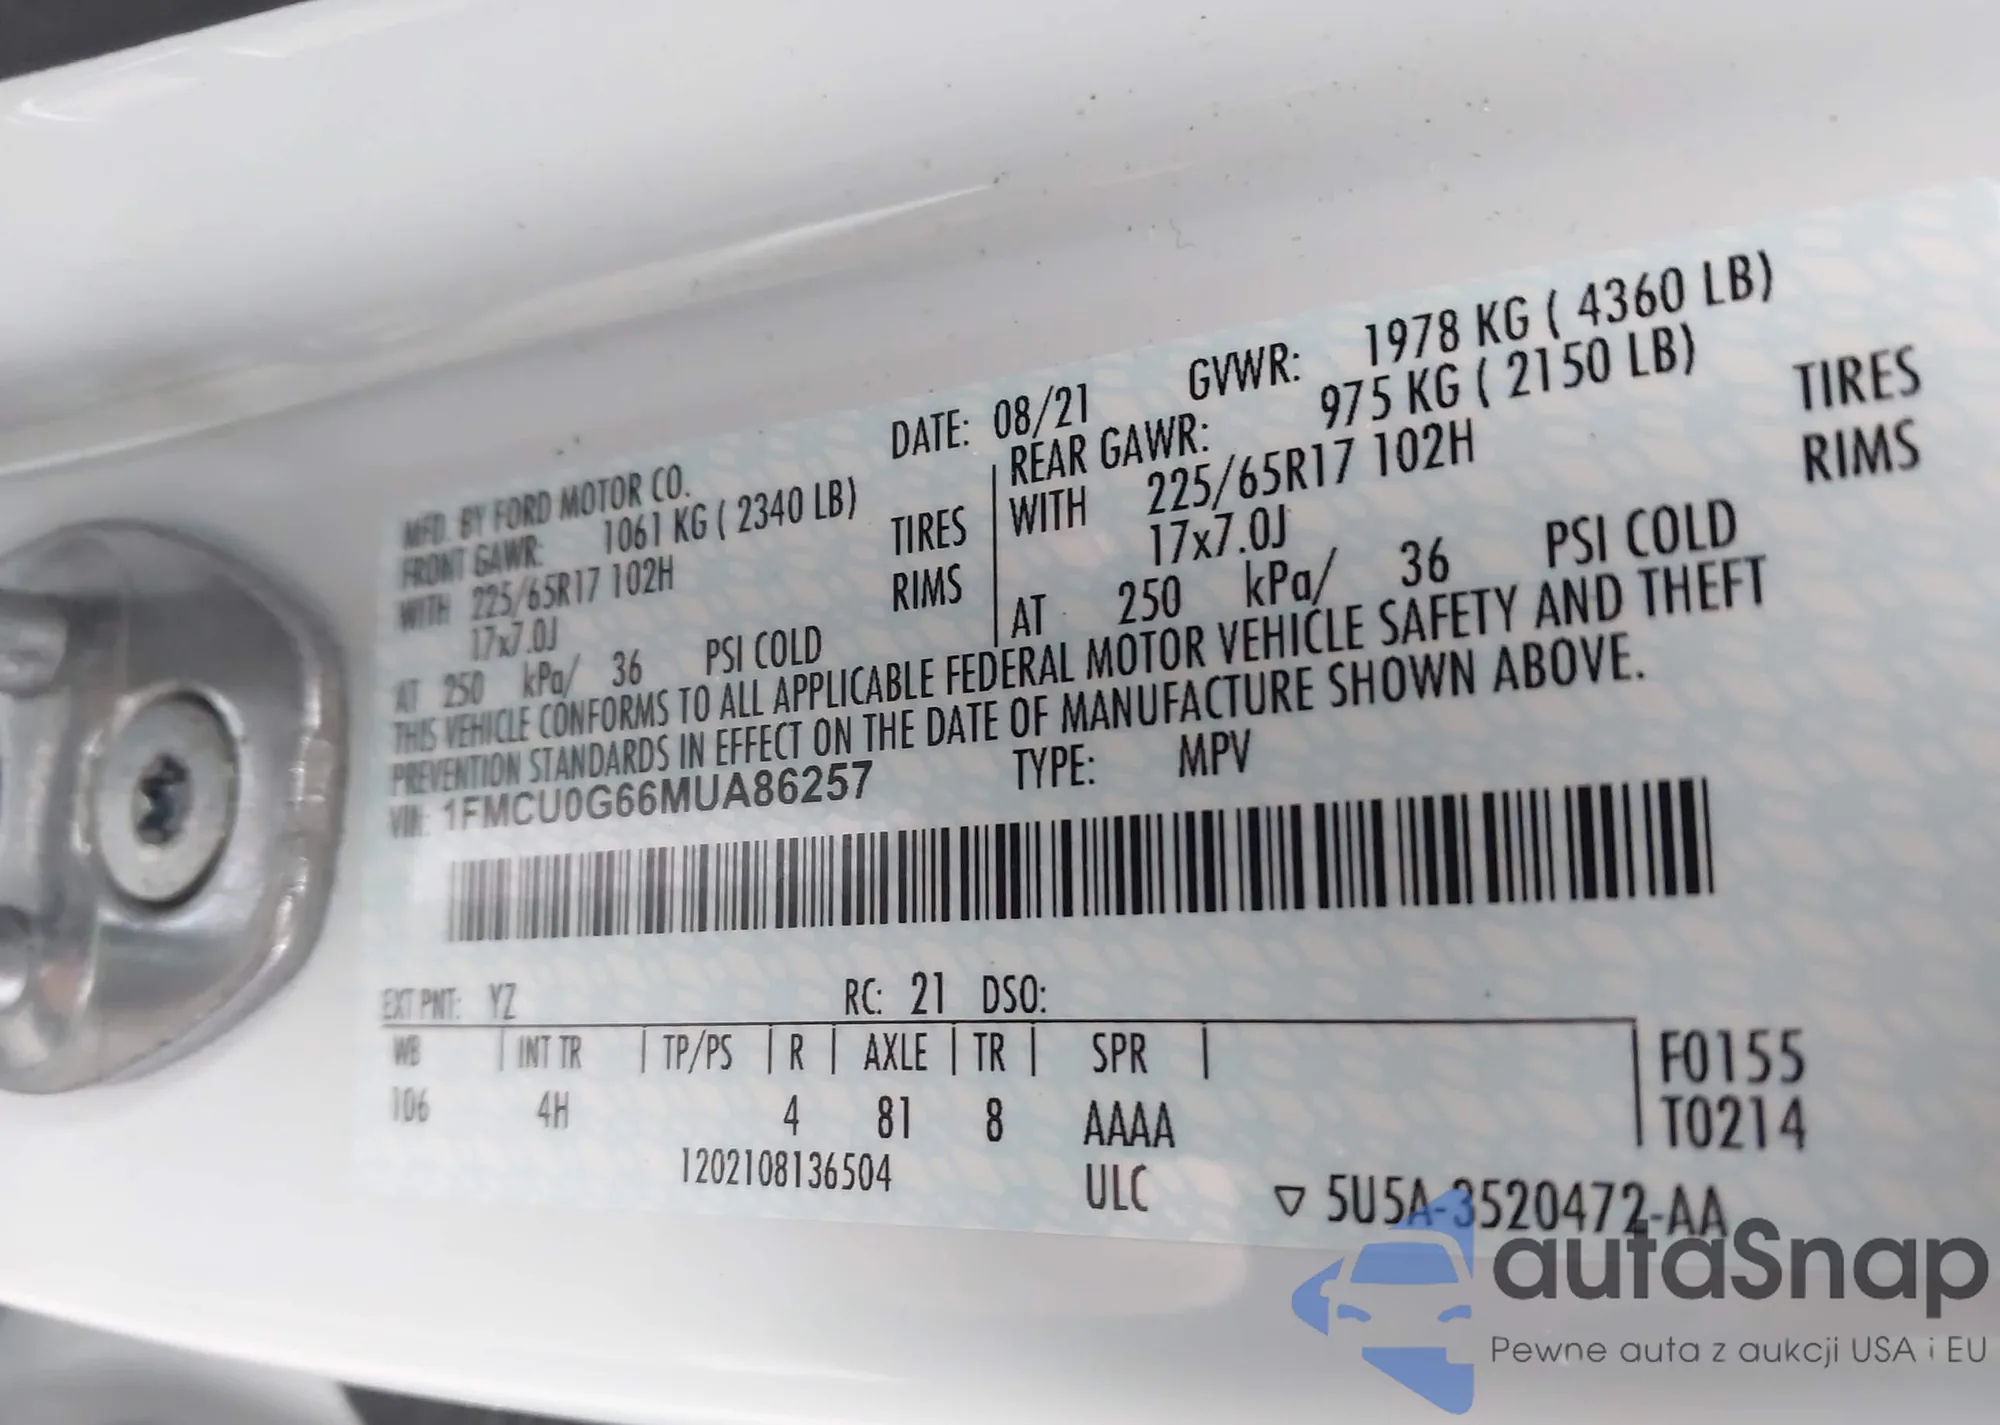 MFD. BY FORD MOTOR CO. DATE: 08/21 GVWR: 1978 KG ( 4360 LB)
FRONT GAWR: 1061 KG ( 2340 LB) REAR GAWR: 975 KG ( 2150 LB)
WITH 225/65R17 102H TIRES WITH 225/65R17 102H TIRES
17x7.0J RIMS 17x7.0J RIMS
AT 250 kPa/ 36 PSI COLD AT 250 kPa/ 36 PSI COLD
THIS VEHICLE CONFORMS TO ALL APPLICABLE FEDERAL MOTOR VEHICLE SAFETY AND THEFT
PREVENTION STANDARDS IN EFFECT ON THE DATE OF MANUFACTURE SHOWN ABOVE.
VIN: 1FMCU0G66MUA86257 TYPE: MPV
EXT PNT: YZ RC: 21 DSO:
WB INT TR TP/PS R AXLE TR SPR F0155
106 4H 4 81 8 AAAA T0214
1202108136504 ULC ▽ 5U5A-3520472-AA
autaSnap
Pewne auta z aukcji USA i EU